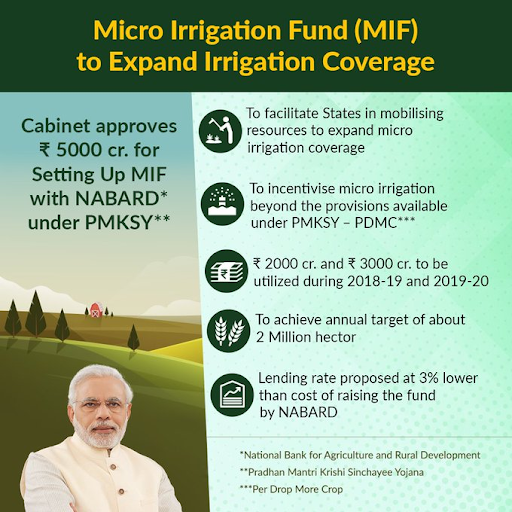 Micro Irrigation Fund (MIF)
to Expand Irrigation Coverage
Cabinet approves
₹ 5000 cr. for
Setting Up MIF
with NABARD*
under PMKSY**
To facilitate States in mobilising
resources to expand micro
irrigation coverage
To incentivise micro irrigation
beyond the provisions available
under PMKSY – PDMC***
₹ 2000 cr. and ₹ 3000 cr. to be
utilized during 2018-19 and 2019-20
To achieve annual target of about
2 Million hector
Lending rate proposed at 3% lower
than cost of raising the fund
by NABARD
*National Bank for Agriculture and Rural Development
**Pradhan Mantri Krishi Sinchayee Yojana
***Per Drop More Crop